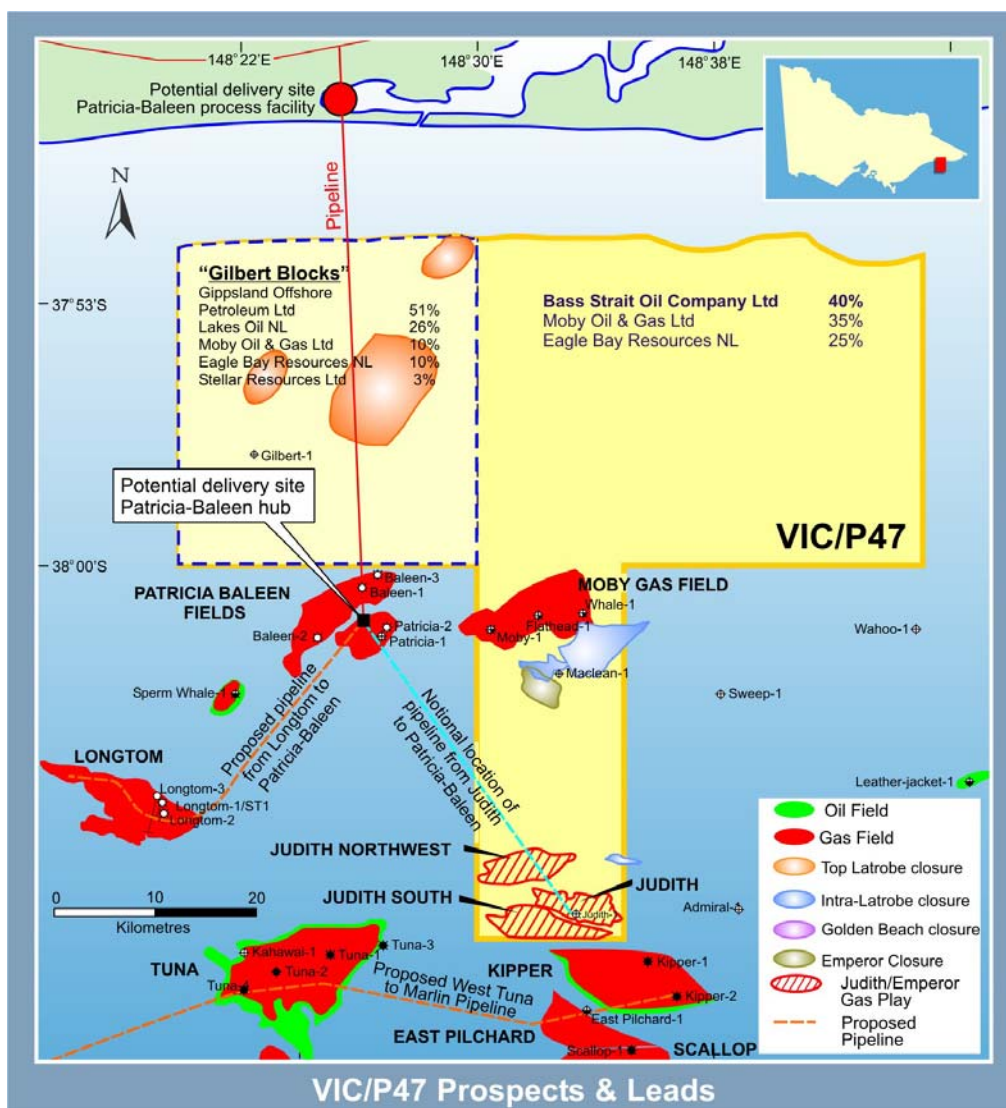 148°22'E
148°30'E
148°38'E
Potential delivery site
Patricia-Baleen process facility
N
Pipeline
"Gilbert Blocks"
Gippsland Offshore
Petroleum Ltd 51%
Lakes Oil NL 26%
Moby Oil & Gas Ltd 10%
Eagle Bay Resources NL 10%
Stellar Resources Ltd 3%
37°53'S
Bass Strait Oil Company Ltd 40%
Moby Oil & Gas Ltd 35%
Eagle Bay Resources NL 25%
Gilbert-1
Potential delivery site
Patricia-Baleen hub
VIC/P47
38°00'S
PATRICIA BALEEN
FIELDS
Baleen-3
Baleen-1
Baleen-2
Patricia-2
Patricia-1
MOBY GAS FIELD
Whale-1
Flathead-1
Moby-1
Maclean-1
Wahoo-1
Sweep-1
Sperm Whale-1
Proposed pipeline
from Longtom to
Patricia-Baleen
Notional location of
pipeline from Judith
to Patricia-Baleen
LONGTOM
Longtom-3
Longtom-1/ST1
Longtom-2
Leather-jacket-1
JUDITH NORTHWEST
JUDITH SOUTH
JUDITH
Judith-
Admiral-
0 10 20
Kilometres
TUNA
Kahawai-1
Tuna-1
Tuna-2
Tuna-3
Tuna-
Proposed West Tuna
to Marlin Pipeline
KIPPER
Kipper-1
Kipper-2
EAST PILCHARD
East Pilchard-1
Scallop-1
SCALLOP
Oil Field
Gas Field
Top Latrobe closure
Intra-Latrobe closure
Golden Beach closure
Emperor Closure
Judith/Emperor
Gas Play
Proposed
Pipeline
VIC/P47 Prospects & Leads